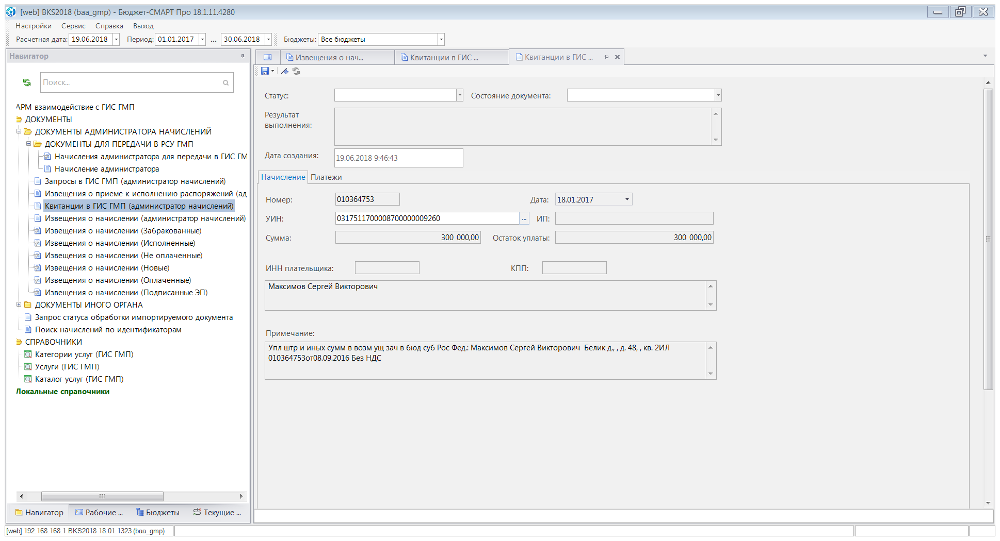 [web] BKS2018 (baa_gmp) - Бюджет-СМАРТ Про 18.1.11.4280
Настройки Сервис Справка Выход
Расчетная дата: 19.06.2018 Период: 01.01.2017 ... 30.06.2018 Бюджеты: Все бюджеты
Навигатор
Поиск...
АРМ взаимодействие с ГИС ГМП
ДОКУМЕНТЫ
ДОКУМЕНТЫ АДМИНИСТРАТОРА НАЧИСЛЕНИЙ
ДОКУМЕНТЫ ДЛЯ ПЕРЕДАЧИ В РСУ ГМП
Начисления администратора для передачи в ГИС ГМ
Начисление администратора
Запросы в ГИС ГМП (администратор начислений)
Извещения о приеме к исполнению распоряжений (ад
Квитанции в ГИС ГМП (администратор начислений)
Извещения о начислении (администратор начислений)
Извещения о начислении (Забракованные)
Извещения о начислении (Исполненные)
Извещения о начислении (Не оплаченные)
Извещения о начислении (Новые)
Извещения о начислении (Оплаченные)
Извещения о начислении (Подписанные ЭП)
ДОКУМЕНТЫ ИНОГО ОРГАНА
Запрос статуса обработки импортируемого документа
Поиск начислений по идентификаторам
СПРАВОЧНИКИ
Категории услуг (ГИС ГМП)
Услуги (ГИС ГМП)
Каталог услуг (ГИС ГМП)
Локальные справочники
Навигатор Рабочие ... Бюджеты Текущие ...
Извещения о нач... Квитанции в ГИС ... Квитанции в ГИС ...
Статус: Состояние документа:
Результат
выполнения:
Дата создания: 19.06.2018 9:46:43
Начисление Платежи
Номер: 010364753 Дата: 18.01.2017
УИН: 0317511700008700000009260 ... ИП:
Сумма: 300 000,00 Остаток уплаты: 300 000,00
ИНН плательщика: КПП:
Максимов Сергей Викторович
Примечание:
Упл штр и иных сумм в возм ущ зач в бюд суб Рос Фед.: Максимов Сергей Викторович Белик д., , д. 48, , кв. 2ИЛ
010364753от08.09.2016 Без НДС
[web] 192.168.168.1.BKS2018 18.01.1323 (baa_gmp)